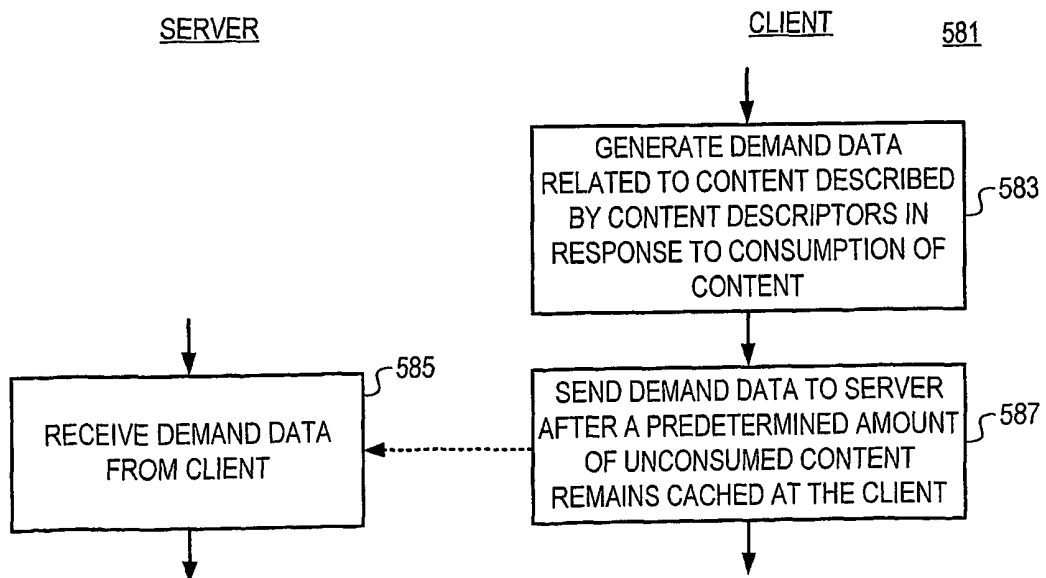 SERVER
CLIENT
581
GENERATE DEMAND DATA
RELATED TO CONTENT DESCRIBED
BY CONTENT DESCRIPTORS IN
RESPONSE TO CONSUMPTION OF
CONTENT
583
585
RECEIVE DEMAND DATA
FROM CLIENT
SEND DEMAND DATA TO SERVER
AFTER A PREDETERMINED AMOUNT
OF UNCONSUMED CONTENT
REMAINS CACHED AT THE CLIENT
587